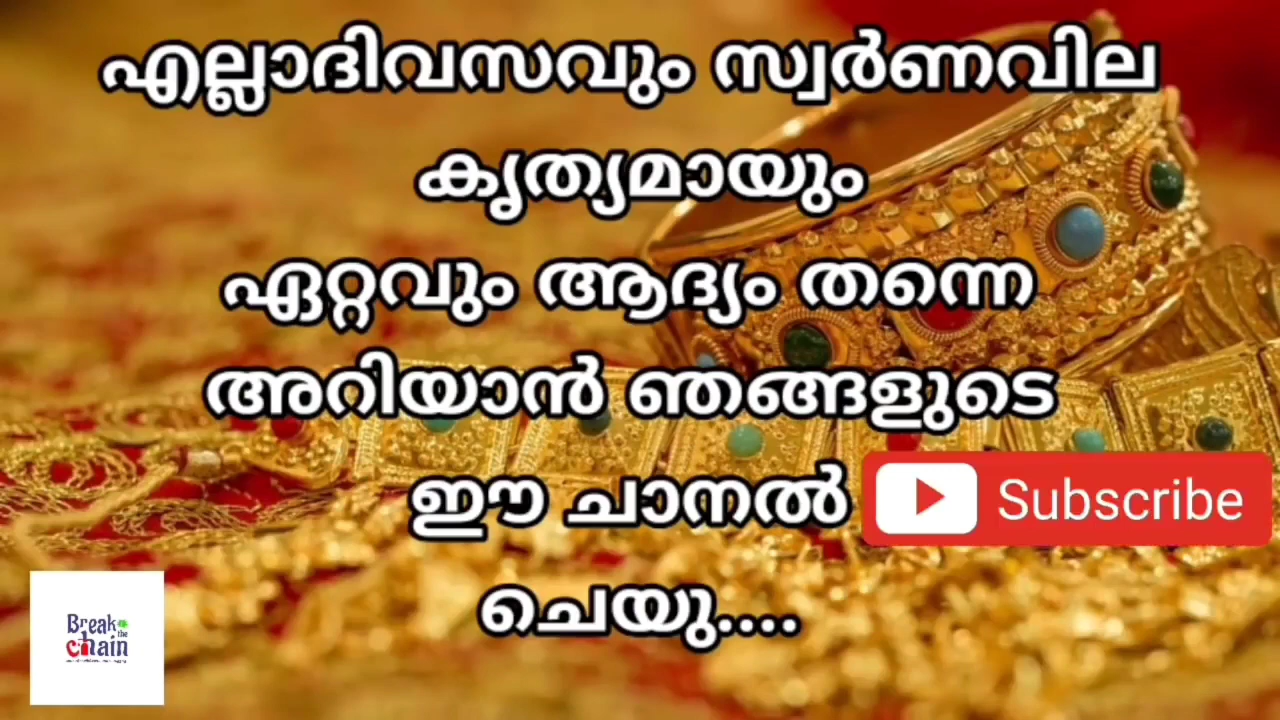 എല്ലാദിവസവും സ്വർണവില
കൃത്യമായും
ഏറ്റവും ആദ്യം തന്നെ
അറിയാൻ ഞങ്ങളുടെ
ഈ ചാനൽ Subscribe
ചെയു....
Break
the
chain